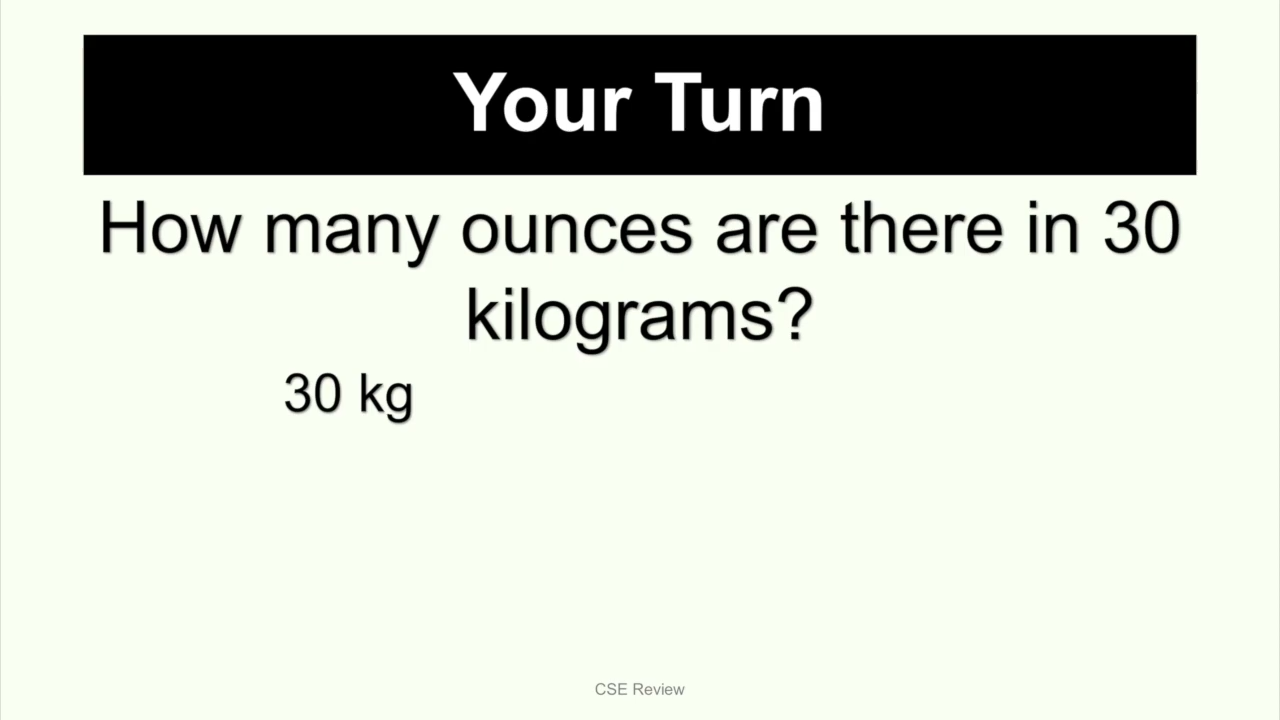 Your Turn
How many ounces are there in 30
kilograms?
30 kg
CSE Review